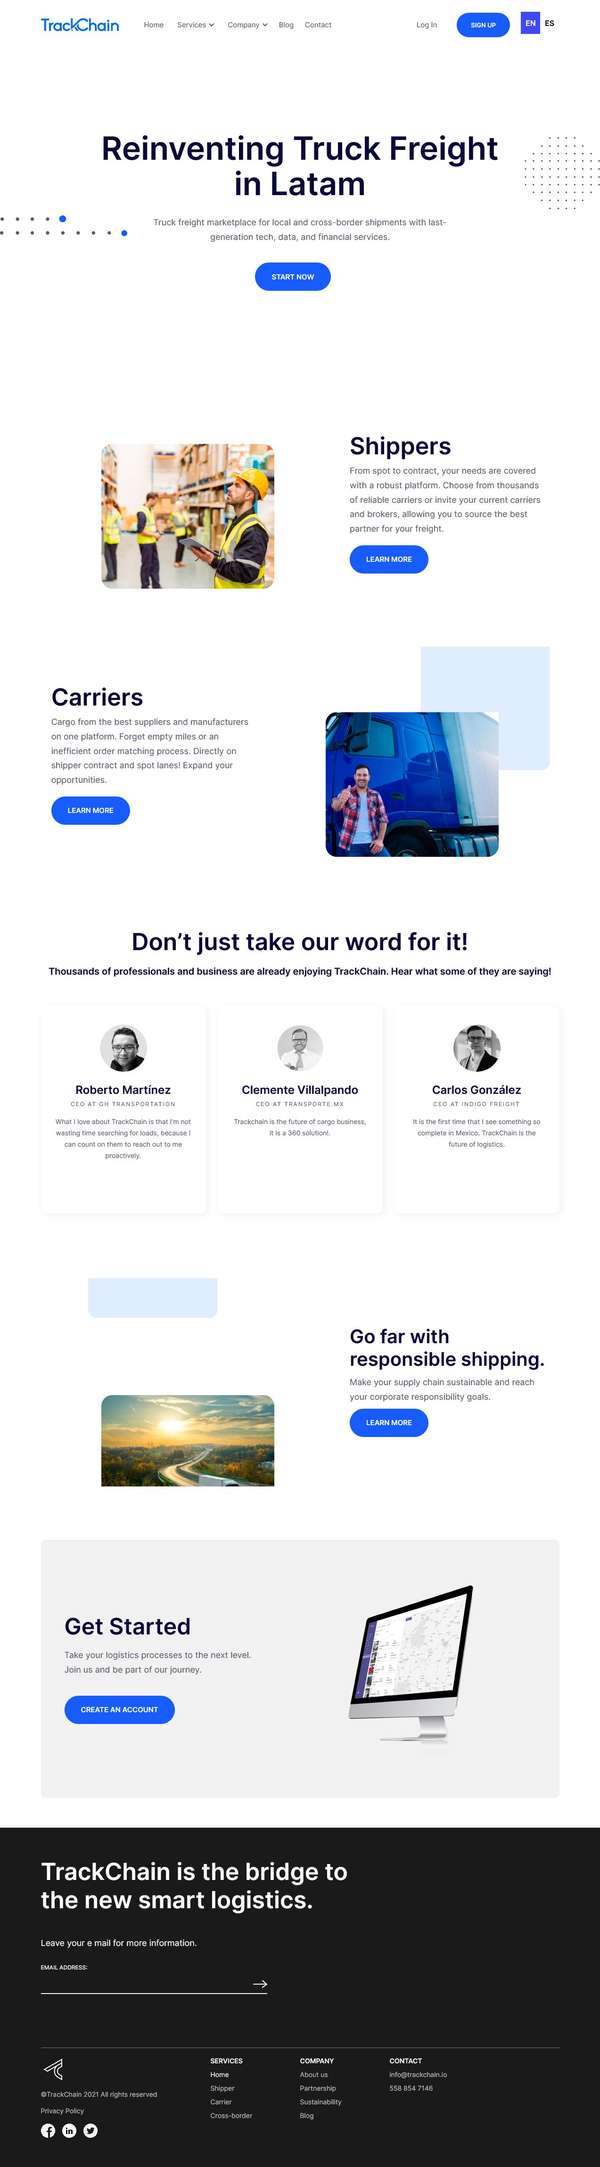 TrackChain
Home
Services
Company
Blog
Contact
Log In
SIGN UP
EN
ES
Reinventing Truck Freight
in Latam
Truck freight marketplace for local and cross-border shipments with last-
generation tech, data, and financial services.
START NOW
Shippers
From spot to contract, your needs are covered
with a robust platform. Choose from thousands
of reliable carriers or invite your current carriers
and brokers, allowing you to source the best
partner for your freight.
LEARN MORE
Carriers
Cargo from the best suppliers and manufacturers
on one platform. Forget empty miles or an
inefficient order matching process. Directly on
shipper contract and spot lanes! Expand your
opportunities.
LEARN MORE
Don’t just take our word for it!
Thousands of professionals and business are already enjoying TrackChain. Hear what some of they are saying!
Roberto Martínez
CEO AT GH TRANSPORTATION
What I love about TrackChain is that I'm not
wasting time searching for loads, because I
can count on them to reach out to me
proactively.
Clemente Villalpando
CEO AT TRANSPORTE.MX
Trackchain is the future of cargo business,
it is a 360 solution!.
Carlos González
CEO AT INDIGO FREIGHT
It is the first time that I see something so
complete in Mexico. TrackChain is the
future of logistics.
Go far with
responsible shipping.
Make your supply chain sustainable and reach
your corporate responsibility goals.
LEARN MORE
Get Started
Take your logistics processes to the next level.
Join us and be part of our journey.
CREATE AN ACCOUNT
TrackChain is the bridge to
the new smart logistics.
Leave your e mail for more information.
EMAIL ADDRESS:
©TrackChain 2021 All rights reserved
Privacy Policy
SERVICES
Home
Shipper
Carrier
Cross-border
COMPANY
About us
Partnership
Sustainability
Blog
CONTACT
info@trackchain.io
558 854 7146